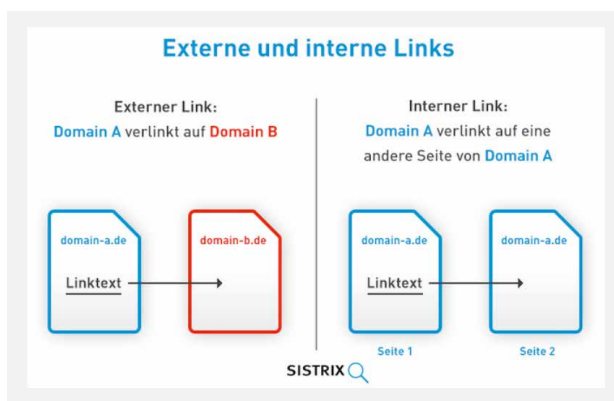 Externe und interne Links
Externer Link:
Domain A verlinkt auf Domain B
domain-a.de
domain-b.de
Linktext
Interner Link:
Domain A verlinkt auf eine
andere Seite von Domain A
domain-a.de
domain-a.de
Linktext
Seite 1
Seite 2
SISTRIX